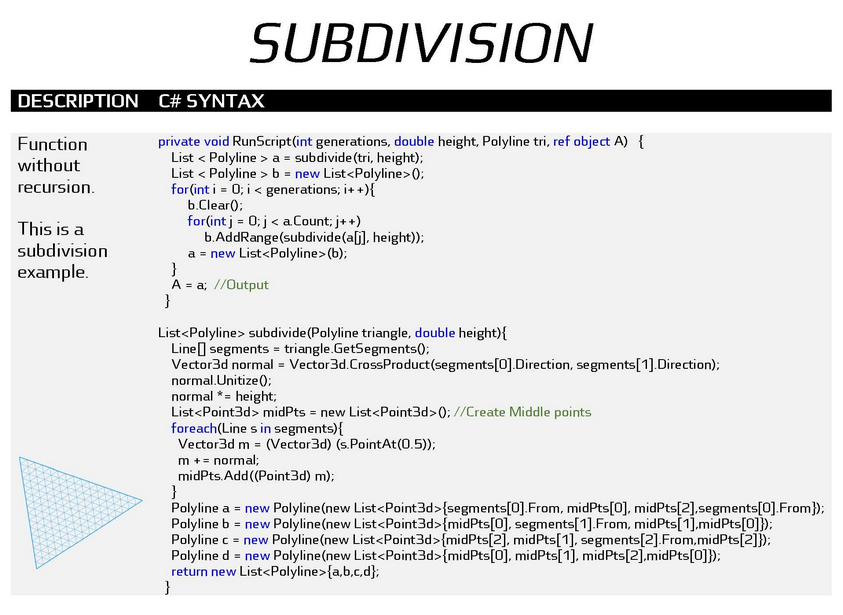 SUBDIVISION
DESCRIPTION C# SYNTAX
Function
without
recursion.
This is a
subdivision
example.
private void RunScript(int generations, double height, Polyline tri, ref object A) {
List < Polyline > a = subdivide(tri, height);
List < Polyline > b = new List<Polyline>();
for(int i = 0; i < generations; i++){
b.Clear();
for(int j = 0; j < a.Count; j++)
b.AddRange(subdivide(a[j], height));
a = new List<Polyline>(b);
}
A = a; //Output
}
List<Polyline> subdivide(Polyline triangle, double height){
Line[] segments = triangle.GetSegments();
Vector3d normal = Vector3d.CrossProduct(segments[0].Direction, segments[1].Direction);
normal.Unitize();
normal *= height;
List<Point3d> midPts = new List<Point3d>(); //Create Middle points
foreach(Line s in segments){
Vector3d m = (Vector3d) (s.PointAt(0.5));
m += normal;
midPts.Add((Point3d) m);
}
Polyline a = new Polyline(new List<Point3d>{segments[0].From, midPts[0], midPts[2],segments[0].From});
Polyline b = new Polyline(new List<Point3d>{midPts[0], segments[1].From, midPts[1],midPts[0]});
Polyline c = new Polyline(new List<Point3d>{midPts[2], midPts[1], segments[2].From,midPts[2]});
Polyline d = new Polyline(new List<Point3d>{midPts[0], midPts[1], midPts[2],midPts[0]});
return new List<Polyline>{a,b,c,d};
}